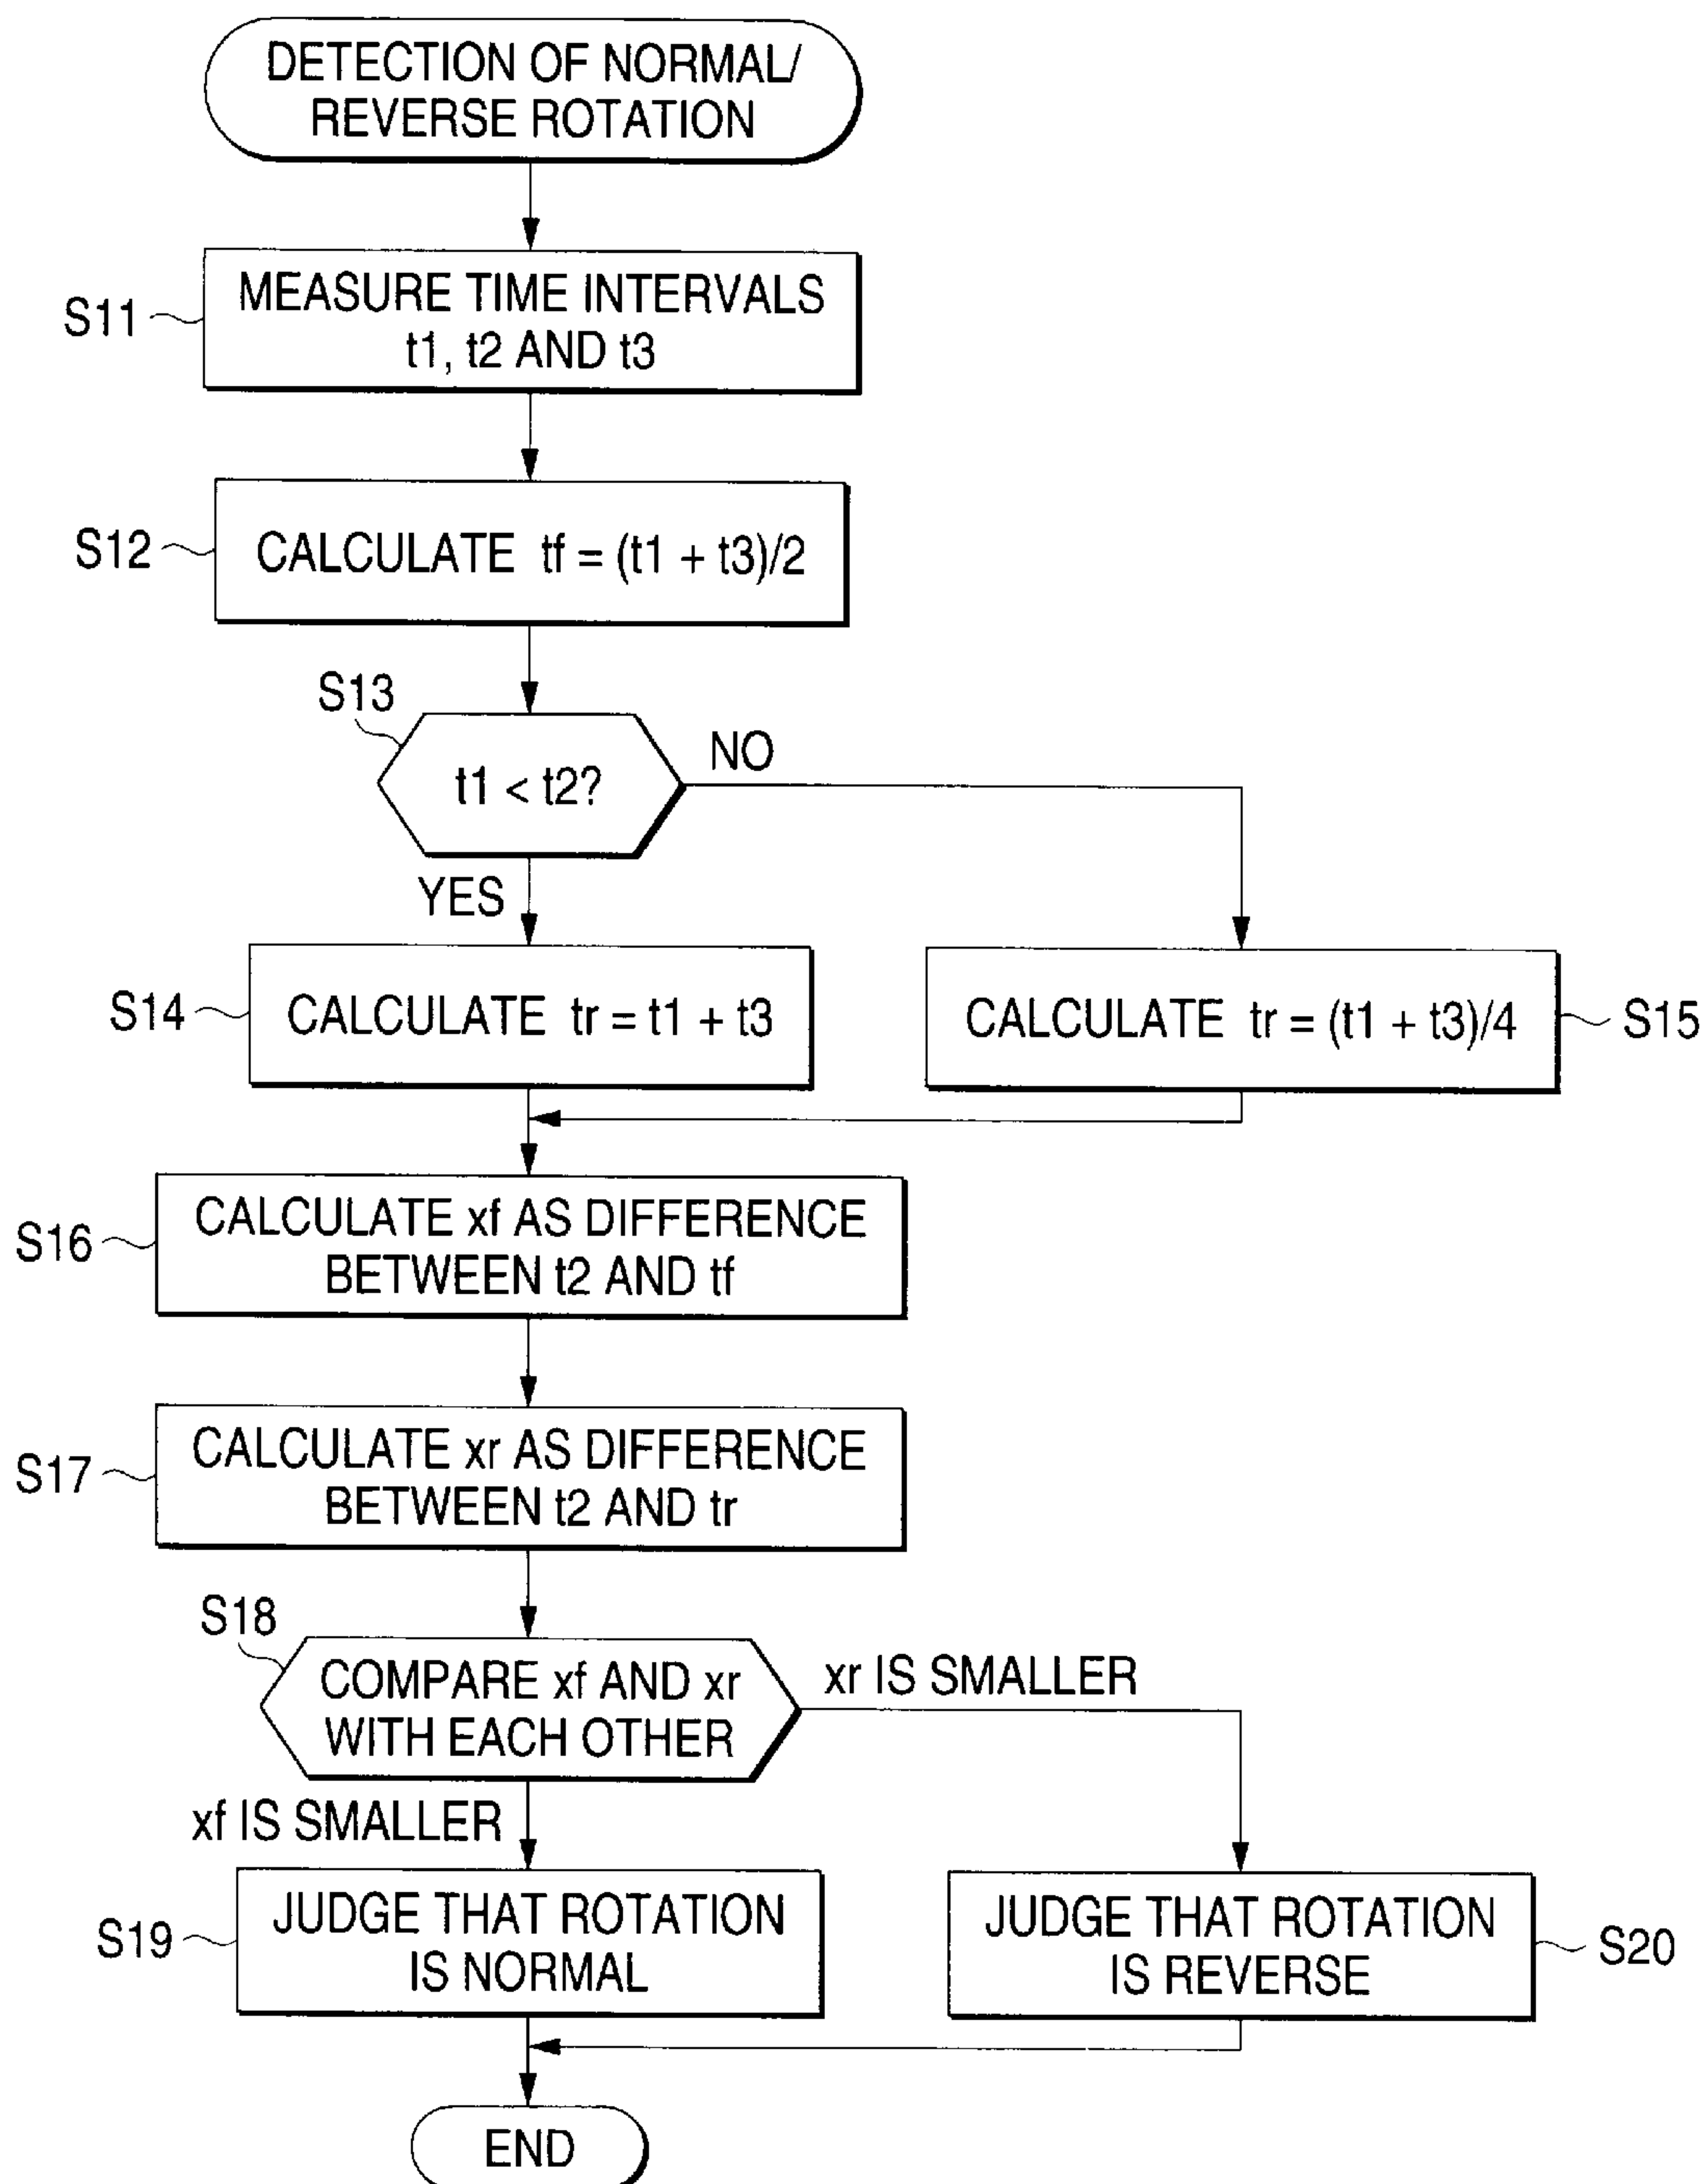 DETECTION OF NORMAL/
REVERSE ROTATION
S11
MEASURE TIME INTERVALS
t1, t2 AND t3
S12
CALCULATE tf = (t1 + t3)/2
S13
t1 < t2?
NO
YES
S14
CALCULATE tr = t1 + t3
CALCULATE tr = (t1 + t3)/4
S15
S16
CALCULATE xf AS DIFFERENCE
BETWEEN t2 AND tf
S17
CALCULATE xr AS DIFFERENCE
BETWEEN t2 AND tr
S18
COMPARE xf AND xr
WITH EACH OTHER
xr IS SMALLER
xf IS SMALLER
S19
JUDGE THAT ROTATION
IS NORMAL
JUDGE THAT ROTATION
IS REVERSE
S20
END